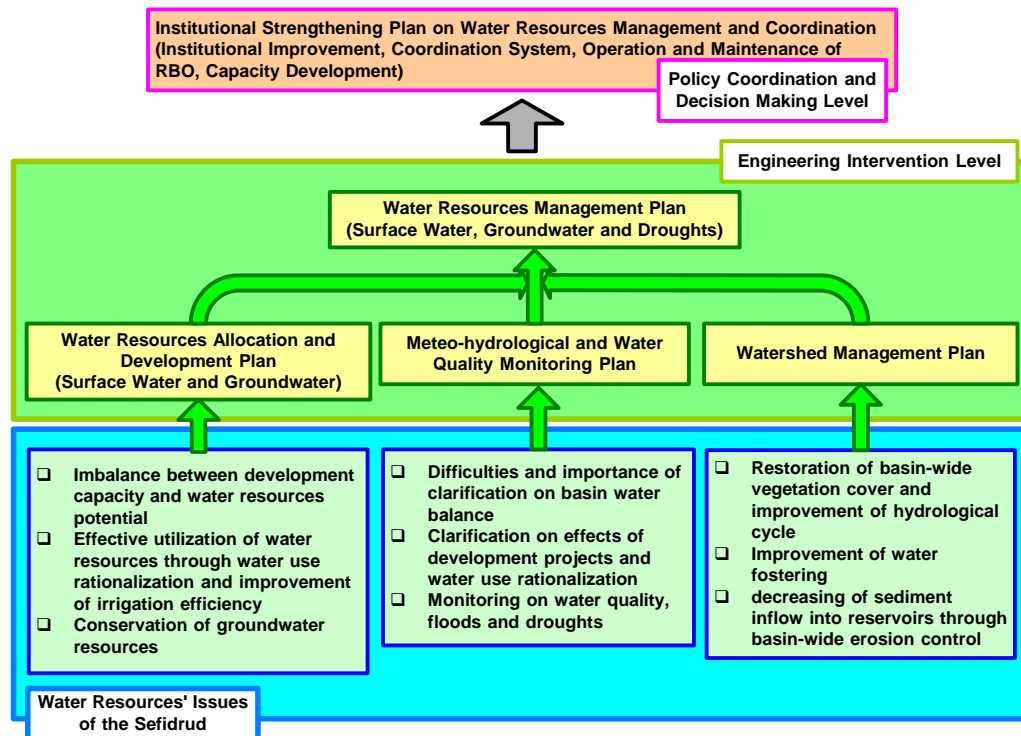 Institutional Strengthening Plan on Water Resources Management and Coordination
(Institutional Improvement, Coordination System, Operation and Maintenance of
RBO, Capacity Development)
Policy Coordination and
Decision Making Level
Engineering Intervention Level
Water Resources Management Plan
(Surface Water, Groundwater and Droughts)
Water Resources Allocation and
Development Plan
(Surface Water and Groundwater)
Meteo-hydrological and Water
Quality Monitoring Plan
Watershed Management Plan
❑ Imbalance between development
capacity and water resources
potential
❑ Effective utilization of water
resources through water use
rationalization and improvement
of irrigation efficiency
❑ Conservation of groundwater
resources
❑ Difficulties and importance of
clarification on basin water
balance
❑ Clarification on effects of
development projects and
water use rationalization
❑ Monitoring on water quality,
floods and droughts
❑ Restoration of basin-wide
vegetation cover and
improvement of hydrological
cycle
❑ Improvement of water
fostering
❑ decreasing of sediment
inflow into reservoirs through
basin-wide erosion control
Water Resources' Issues
of the Sefidrud